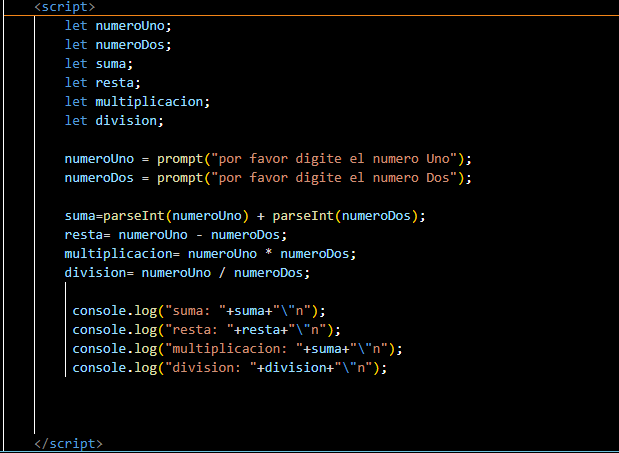 <script>
let numeroUno;
let numeroDos;
let suma;
let resta;
let multiplicacion;
let division;
numeroUno = prompt("por favor digite el numero Uno");
numeroDos = prompt("por favor digite el numero Dos");
suma=parseInt(numeroUno) + parseInt(numeroDos);
resta= numeroUno - numeroDos;
multiplicacion= numeroUno * numeroDos;
division= numeroUno / numeroDos;
console.log("suma: "+suma+"\"n");
console.log("resta: "+resta+"\"n");
console.log("multiplicacion: "+suma+"\"n");
console.log("division: "+division+"\"n");
</script>